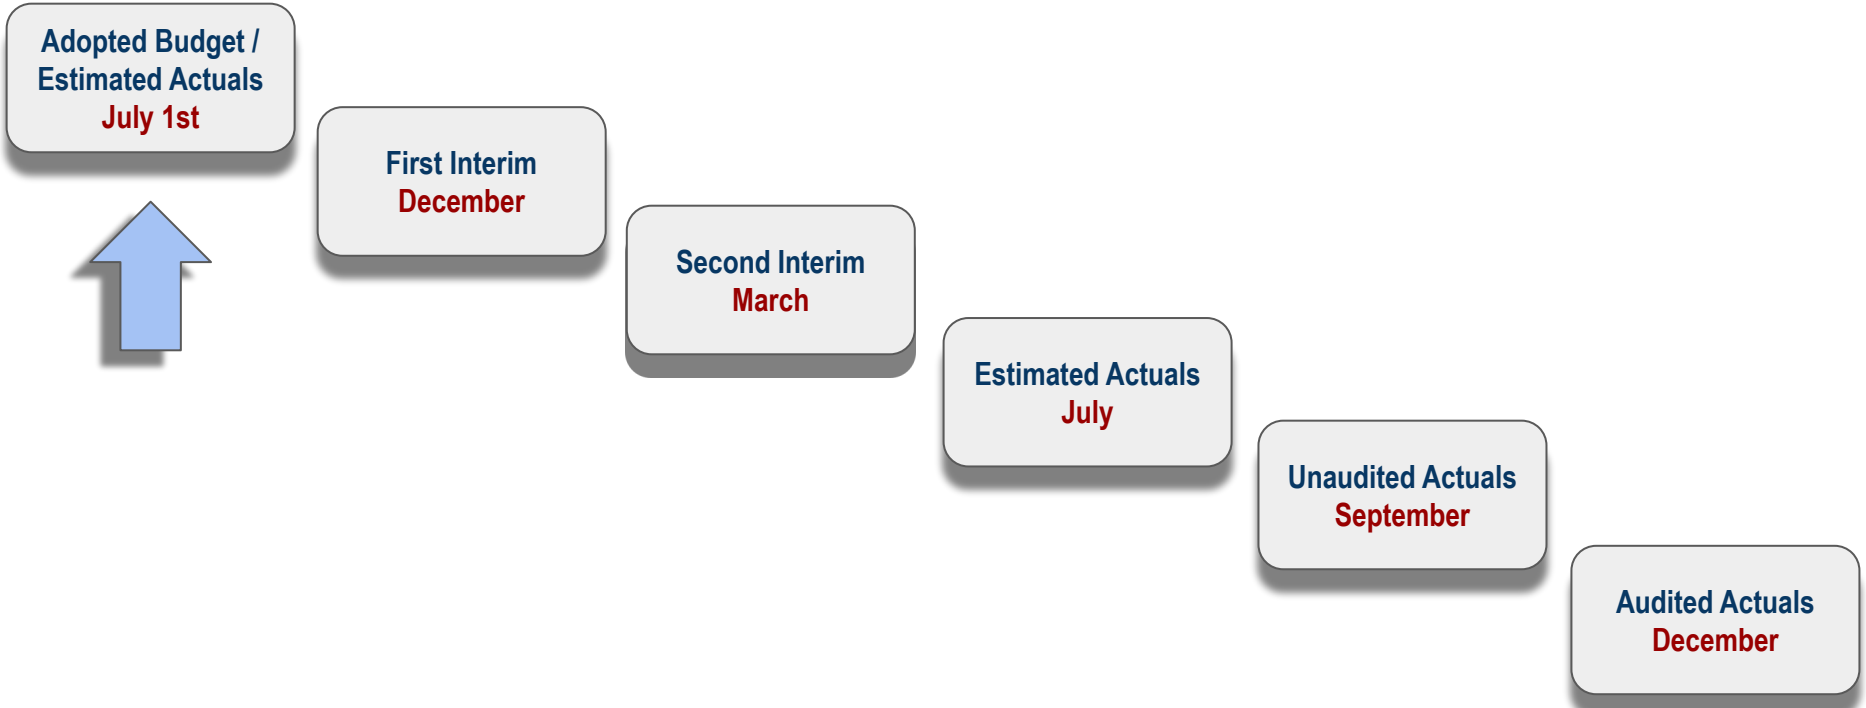 Adopted Budget /
Estimated Actuals
July 1st
First Interim
December
Second Interim
March
Estimated Actuals
July
Unaudited Actuals
September
Audited Actuals
December